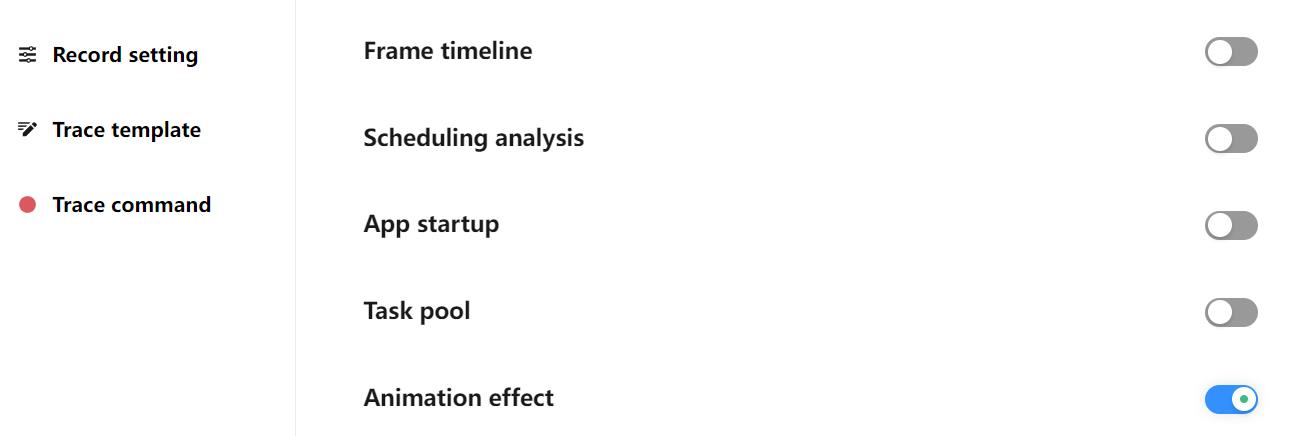 Record setting
Trace template
Trace command
Frame timeline
Scheduling analysis
App startup
Task pool
Animation effect